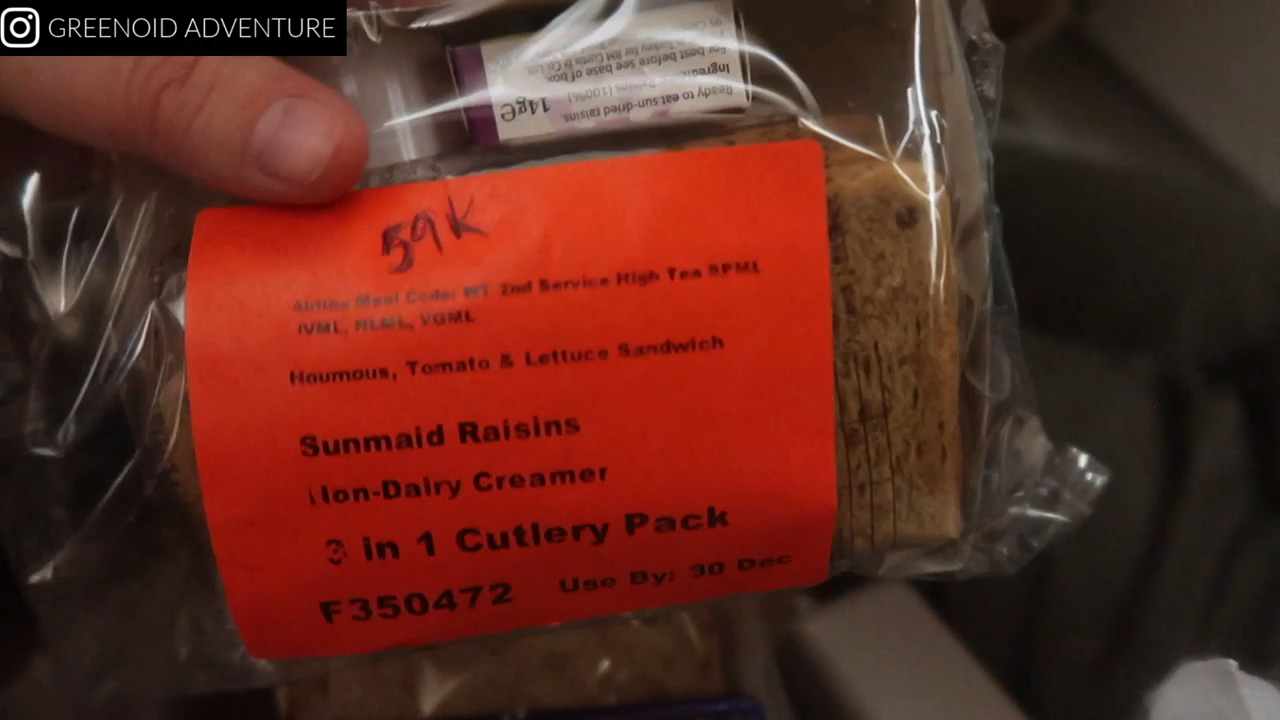 GREENOID ADVENTURE
Ready to eat sun-dried raisins.
Ingredients: Raisins (100%)
for best before see base of box.
14g℮
59K
Airline Meal Code: WT 2nd Service High Tea SPML
IVML, NLML, VGML
Houmous, Tomato & Lettuce Sandwich
Sunmaid Raisins
Non-Dairy Creamer
3 in 1 Cutlery Pack
F350472 Use By: 30 Dec